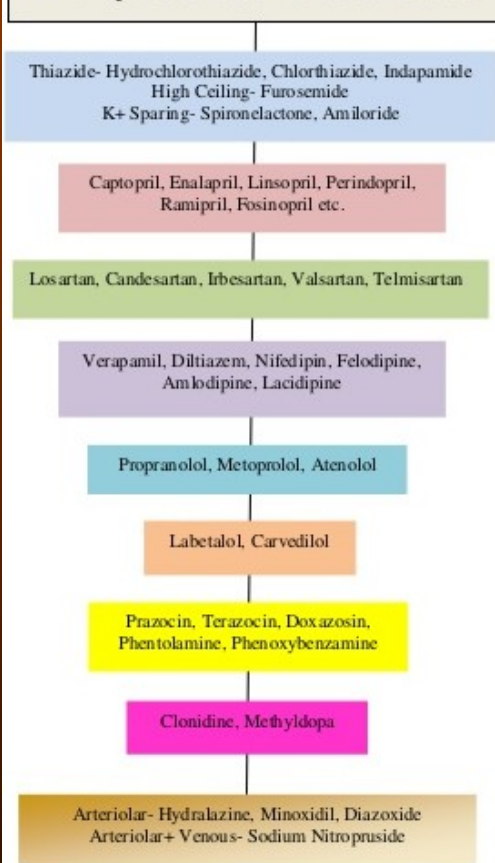 Thiazide- Hydrochlorothiazide, Chlorthiazide, Indapamide
High Ceiling- Furosemide
K+ Sparing- Spironelactone, Amiloride
Captopril, Enalapril, Linsopril, Perindopril,
Ramipril, Fosinopril etc.
Losartan, Candesartan, Irbesartan, Valsartan, Telmisartan
Verapamil, Diltiazem, Nifedipin, Felodipine,
Amlodipine, Lacidipine
Propranolol, Metoprolol, Atenolol
Labetalol, Carvedilol
Prazocin, Terazocin, Doxazosin,
Phentolamine, Phenoxybenzamine
Clonidine, Methyldopa
Arteriolar- Hydralazine, Minoxidil, Diazoxide
Arteriolar+ Venous- Sodium Nitropruside